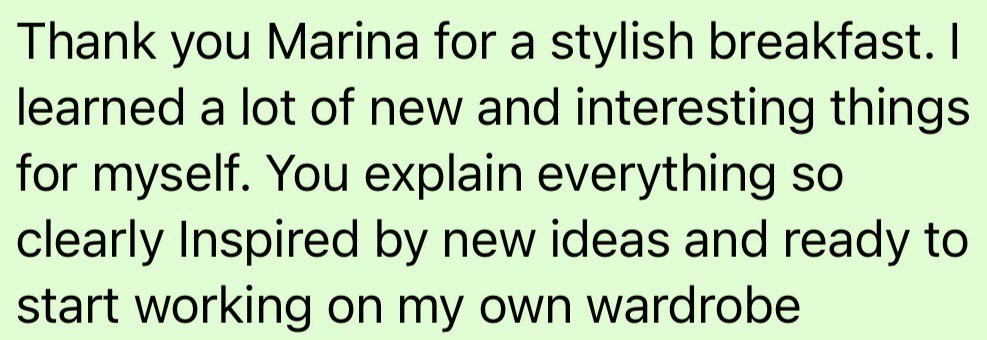 Thank you Marina for a stylish breakfast. I
learned a lot of new and interesting things
for myself. You explain everything so
clearly Inspired by new ideas and ready to
start working on my own wardrobe